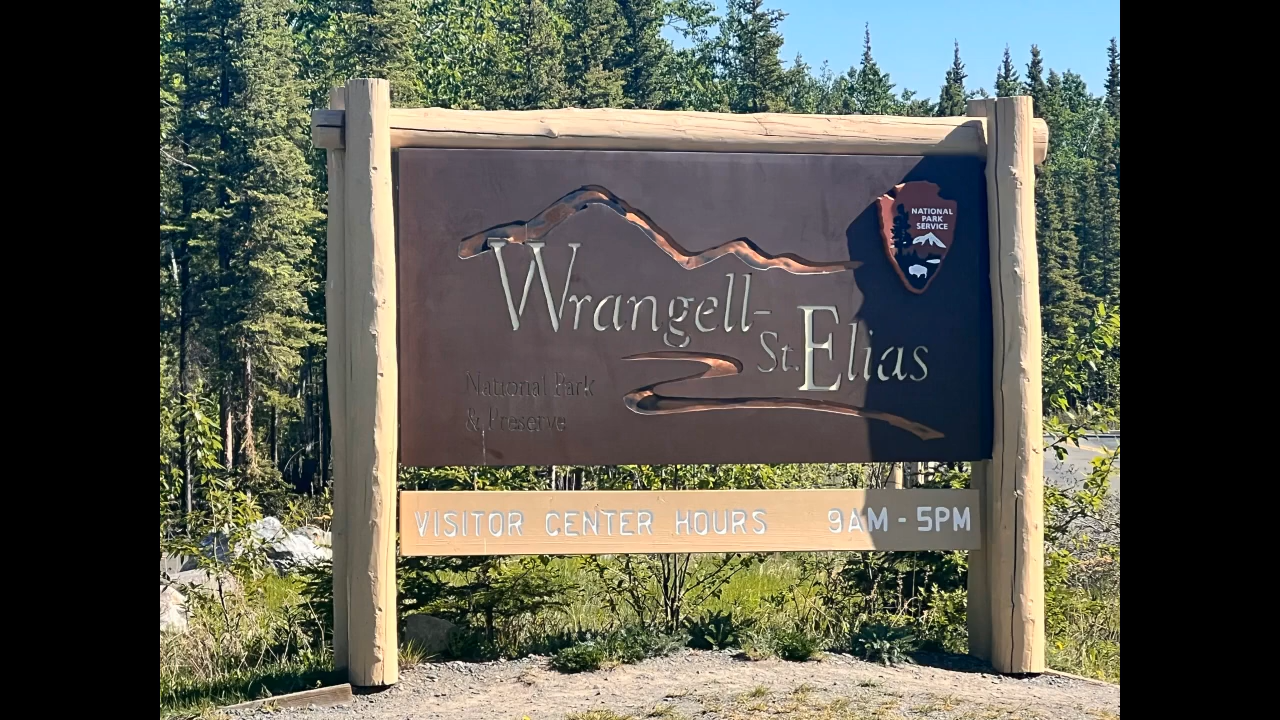 NATIONAL
PARK
SERVICE
Wrangell-
St. Elias
National Park
& Preserve
VISITOR CENTER HOURS 9AM - 5PM